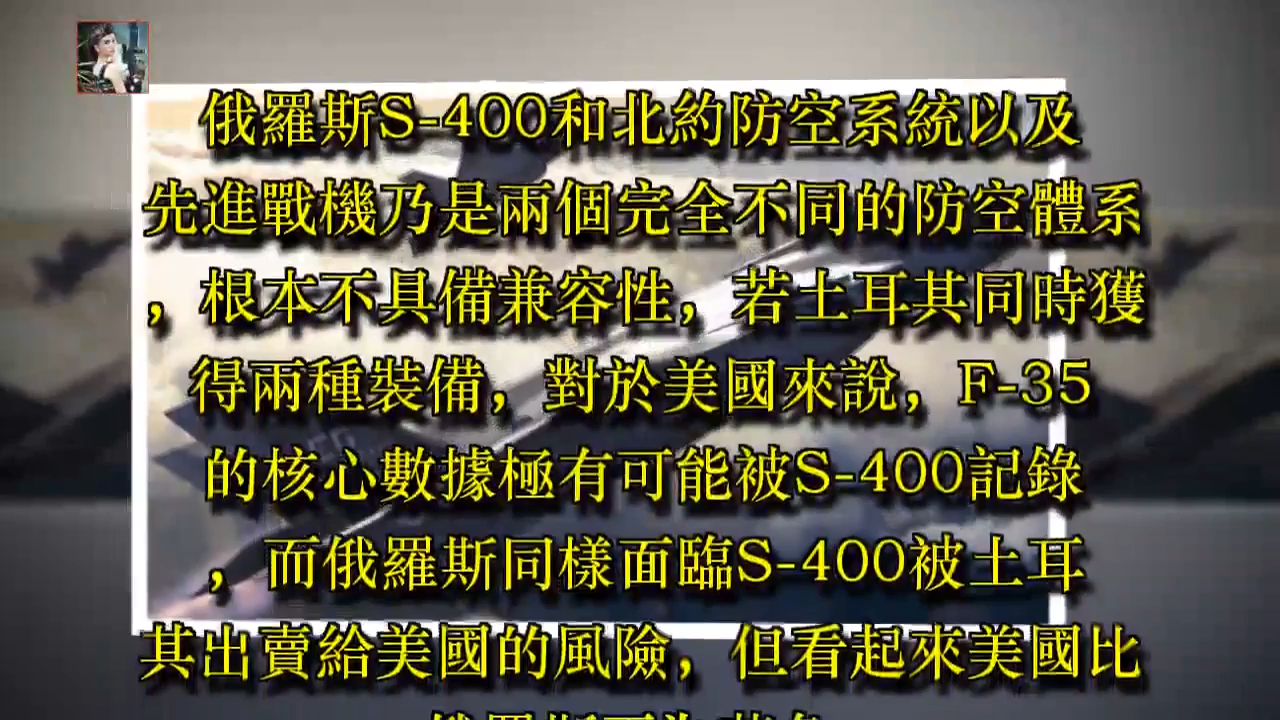 俄羅斯S-400和北約防空系統以及
先進戰機乃是兩個完全不同的防空體系
，根本不具備兼容性，若土耳其同時獲
得兩種裝備，對於美國來說，F-35
的核心數據極有可能被S-400記錄
，而俄羅斯同樣面臨S-400被土耳
其出賣給美國的風險，但看起來美國比